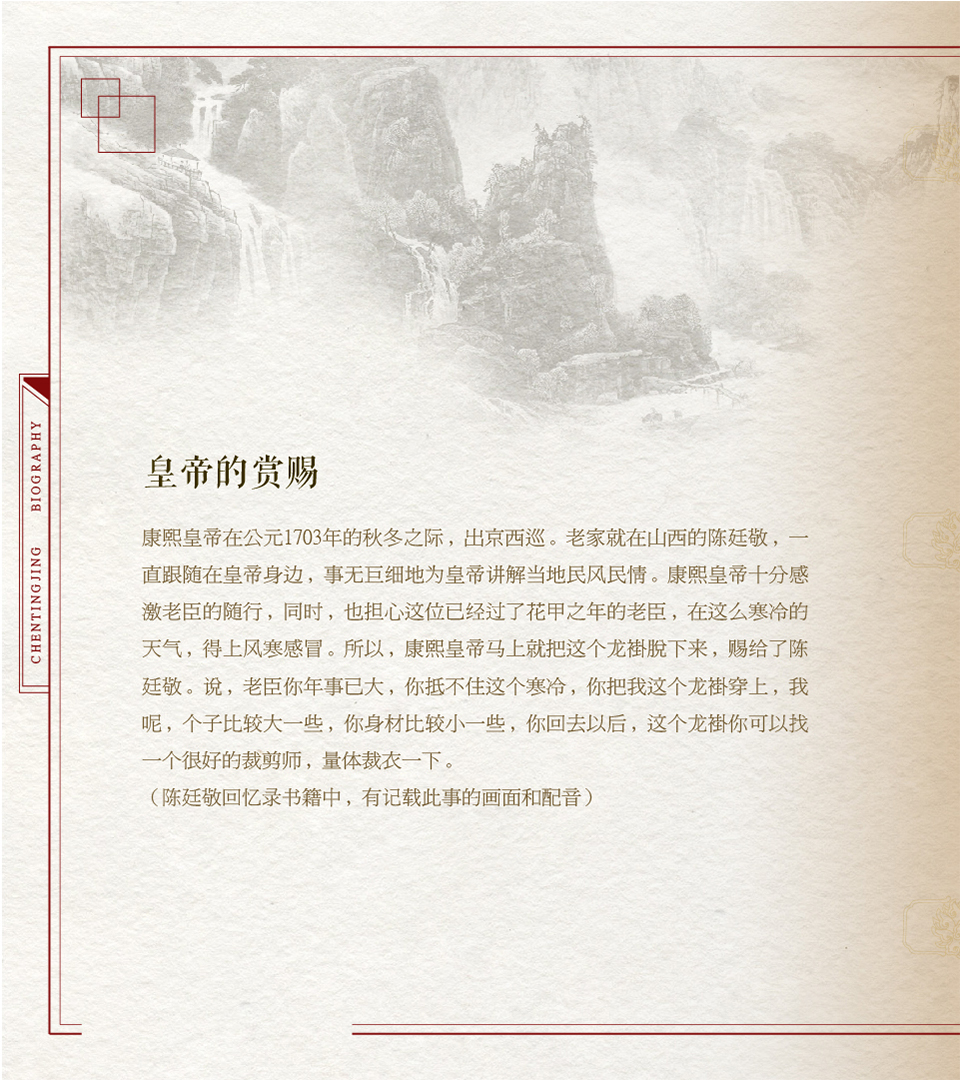 皇帝的赏赐
康熙皇帝在公元1703年的秋冬之际，出京西巡。老家就在山西的陈廷敬，一
直跟随在皇帝身边，事无巨细地为皇帝讲解当地民风民情。康熙皇帝十分感
激老臣的随行，同时，也担心这位已经过了花甲之年的老臣，在这么寒冷的
天气，得上风寒感冒。所以，康熙皇帝马上就把这个龙褂脫下来，赐给了陈
廷敬。说，老臣你年事已大，你抵不住这个寒冷，你把我这个龙褂穿上，我
呢，个子比较大一些，你身材比较小一些，你回去以后，这个龙褂你可以找
一个很好的裁剪师，量体裁衣一下。
（陈廷敬回忆录书籍中，有记载此事的画面和配音）
CHENTINGJING BIOGRAPHY